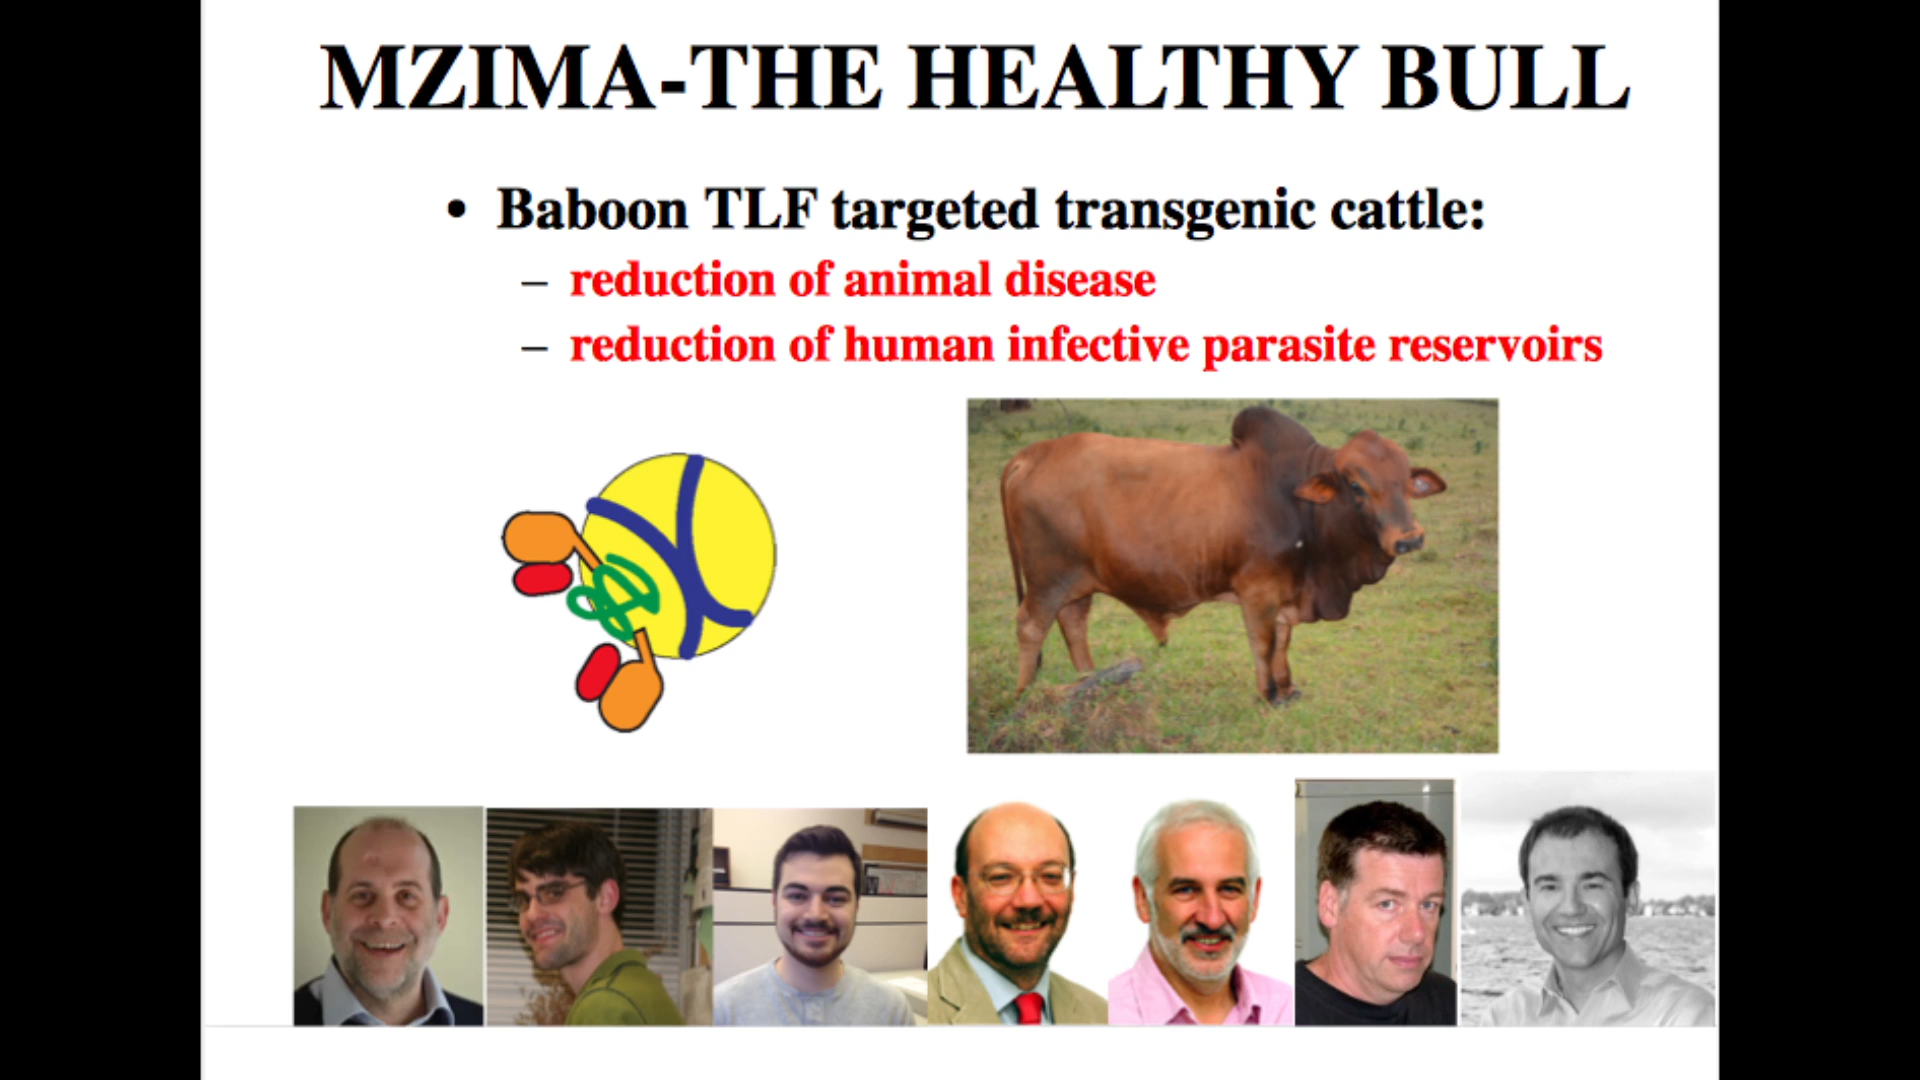 MZIMA-THE HEALTHY BULL
• Baboon TLF targeted transgenic cattle:
– reduction of animal disease
– reduction of human infective parasite reservoirs